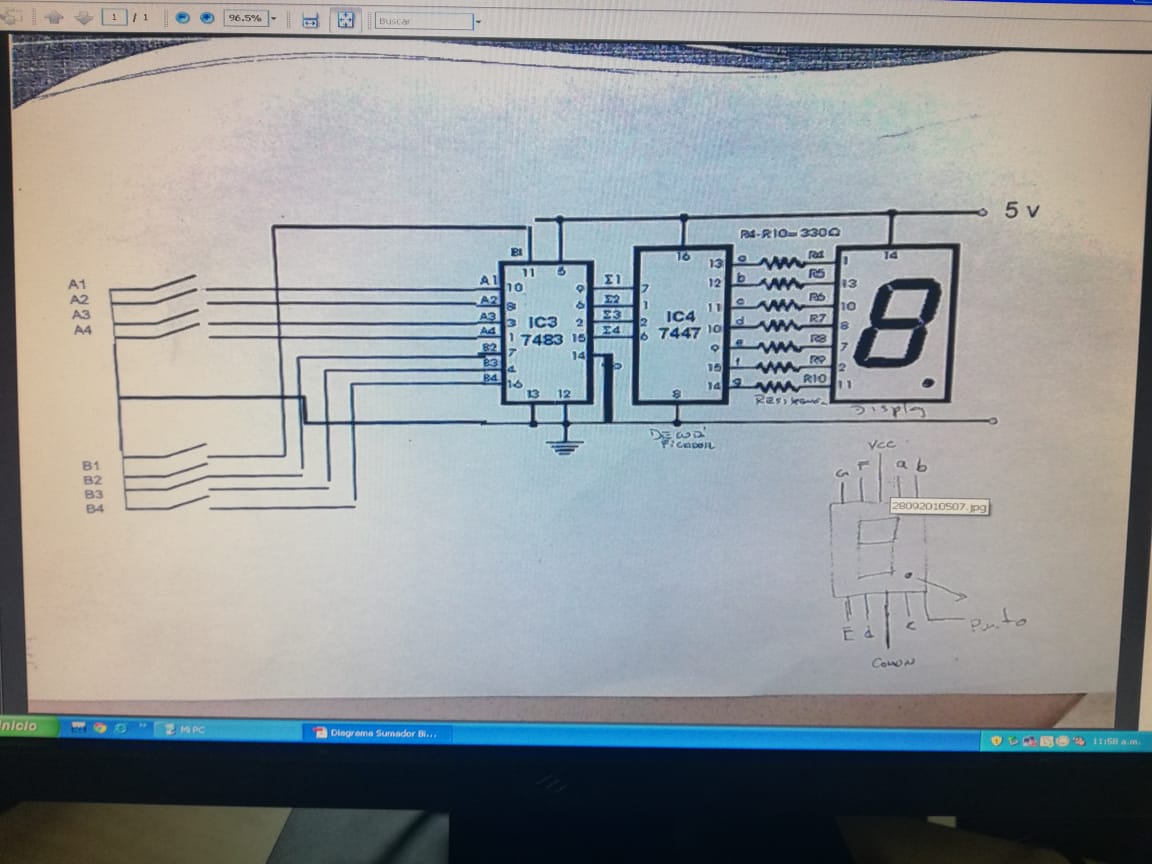 1 / 1
96.5%
Buscar
5 v
R4-R10=330Ω
A1
A2
A3
A4
B1
B2
B3
B4
B1
11 5
A1 10
A2 8
A3 3
A4 1
B2 7
B3 4
B4 16
IC3
7483
9 Σ1
6 Σ2
2 Σ3
15 Σ4
14
13 12
16
7
1
2
6
IC4
7447
8
13 a R4 1
12 b R5 13
11 c R6 10
10 d R7 8
9 e R8 7
15 f R9 2
14 g R10 11
14
Display
Vcc
G F a b
28092010507.jpg
E d c
Punto
COMUN
Inicio
Mi PC
Diagrama Sumador Bi...
11:58 a.m.